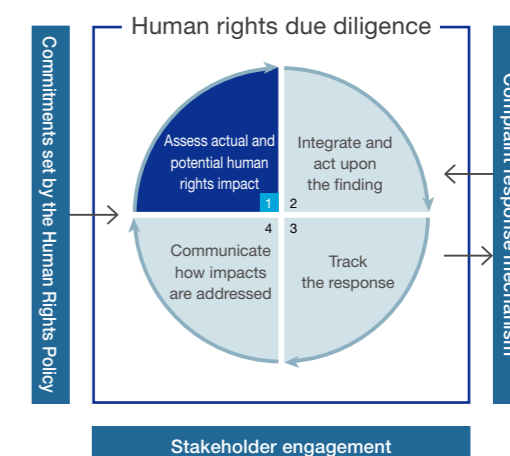 Human rights due diligence
Commitments set by the Human Rights Policy
Assess actual and
potential human
rights impact
1
Integrate and
act upon
the finding
2
4
Communicate
how impacts
are addressed
3
Track
the response
Complaint response mechanism
Stakeholder engagement